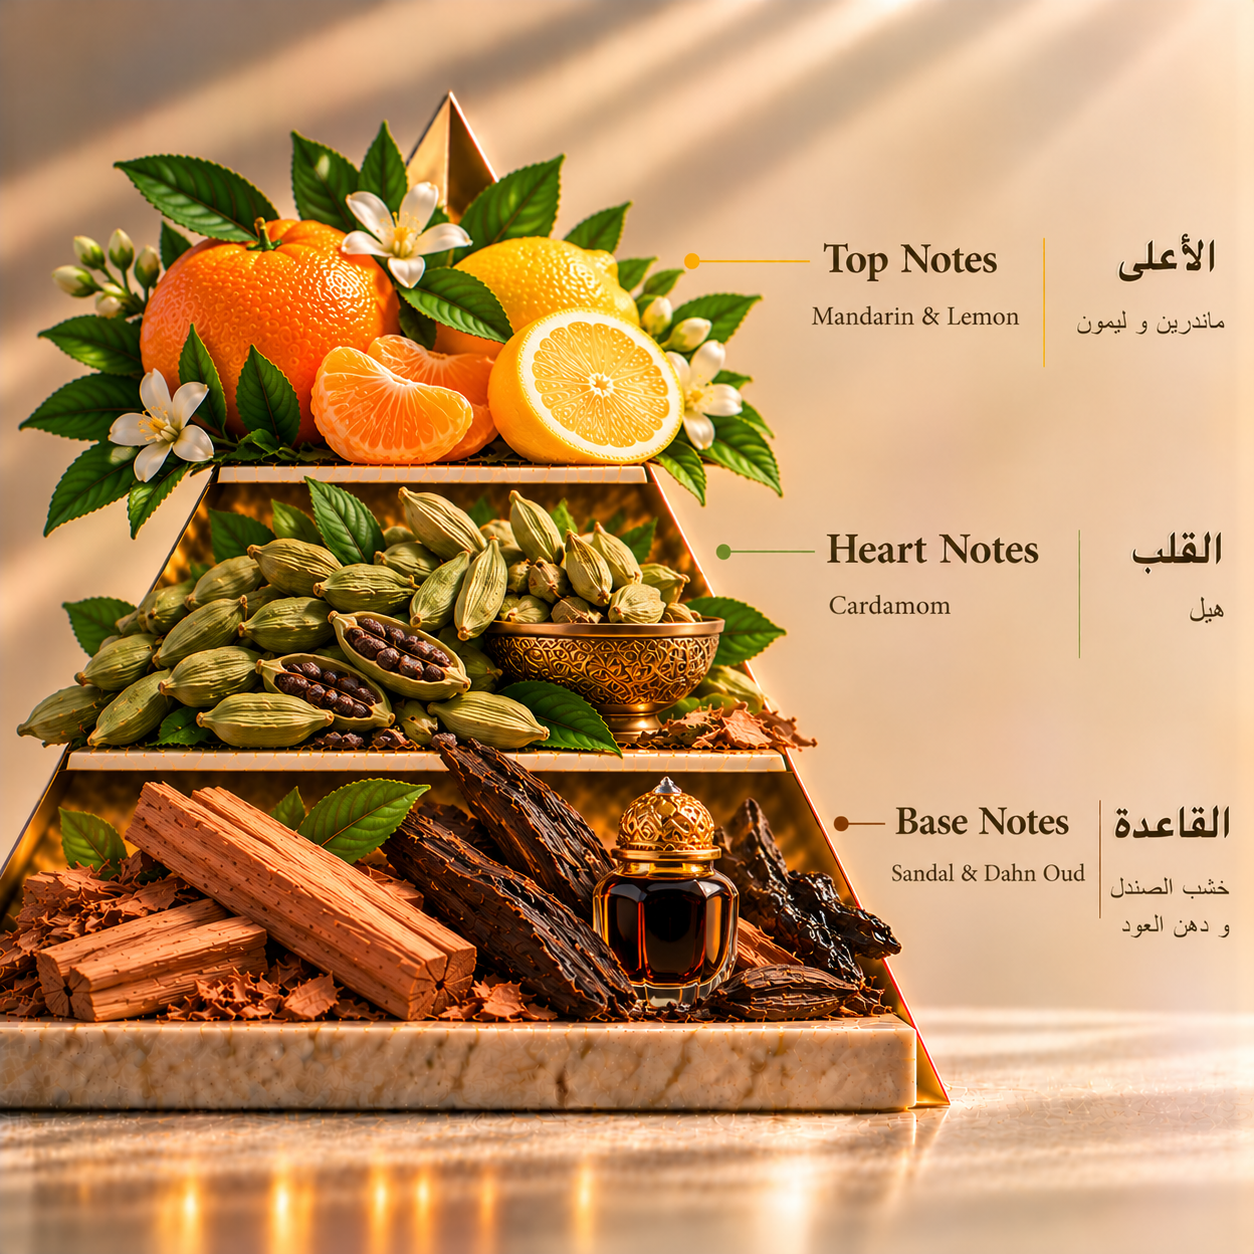 Top Notes
الأعلى
Mandarin & Lemon
ماندرين و ليمون
Heart Notes
القلب
Cardamom
هيل
Base Notes
القاعدة
Sandal & Dahn Oud
خشب الصندل
و دهن العود